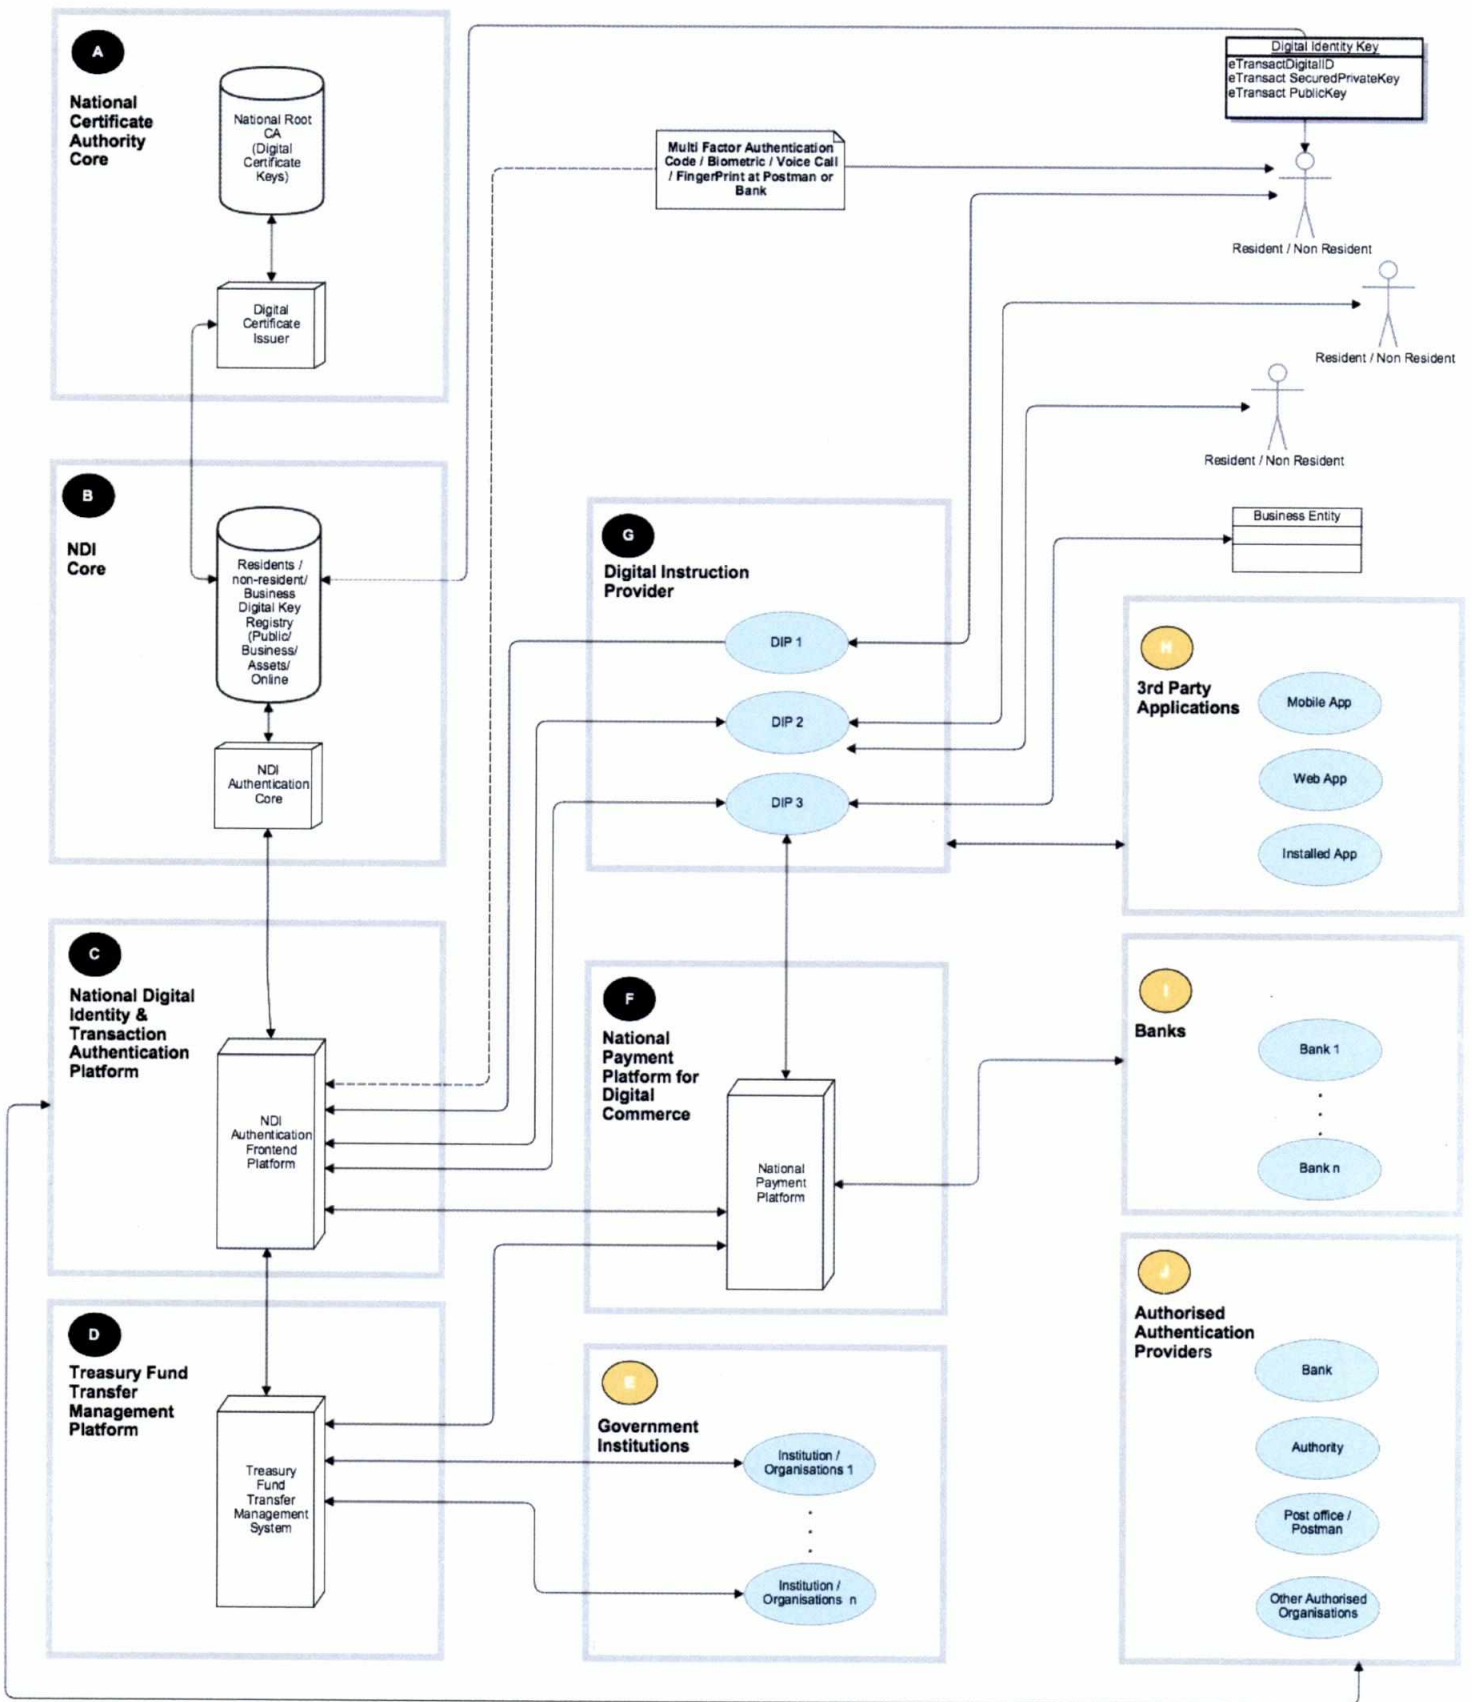 A
National
Certificate
Authority
Core
National Root
CA
(Digital
Certificate
Keys)
Digital
Certificate
Issuer
Digital Identity Key
eTransactDigitalID
eTransact SecuredPrivateKey
eTransact PublicKey
Multi Factor Authentication
Code / Biometric / Voice Call
/ FingerPrint at Postman or
Bank
Resident / Non Resident
Resident / Non Resident
Resident / Non Resident
Business Entity
B
NDI
Core
Residents /
non-resident/
Business
Digital Key
Registry
(Public/
Business/
Assets/
Online
NDI
Authentication
Core
G
Digital Instruction
Provider
DIP 1
DIP 2
DIP 3
H
3rd Party
Applications
Mobile App
Web App
Installed App
C
National Digital
Identity &
Transaction
Authentication
Platform
NDI
Authentication
Frontend
Platform
F
National
Payment
Platform for
Digital
Commerce
National
Payment
Platform
I
Banks
Bank 1
Bank n
D
Treasury Fund
Transfer
Management
Platform
Treasury
Fund
Transfer
Management
System
E
Government
Institutions
Institution /
Organisations 1
Institution /
Organisations n
J
Authorised
Authentication
Providers
Bank
Authority
Post office /
Postman
Other Authorised
Organisations